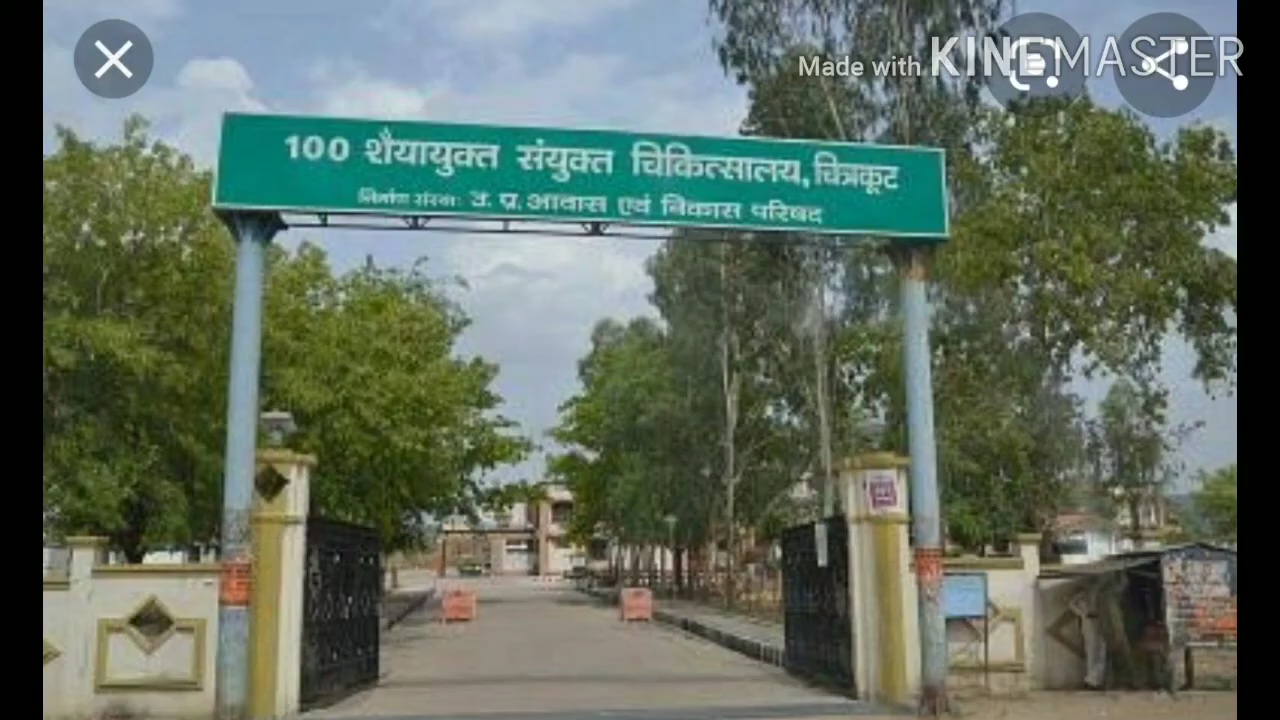 Made with KINEMASTER
100 शैयायुक्त संयुक्त चिकित्सालय, चित्रकूट
निर्माण संस्था: उ. प्र. आवास एवं विकास परिषद